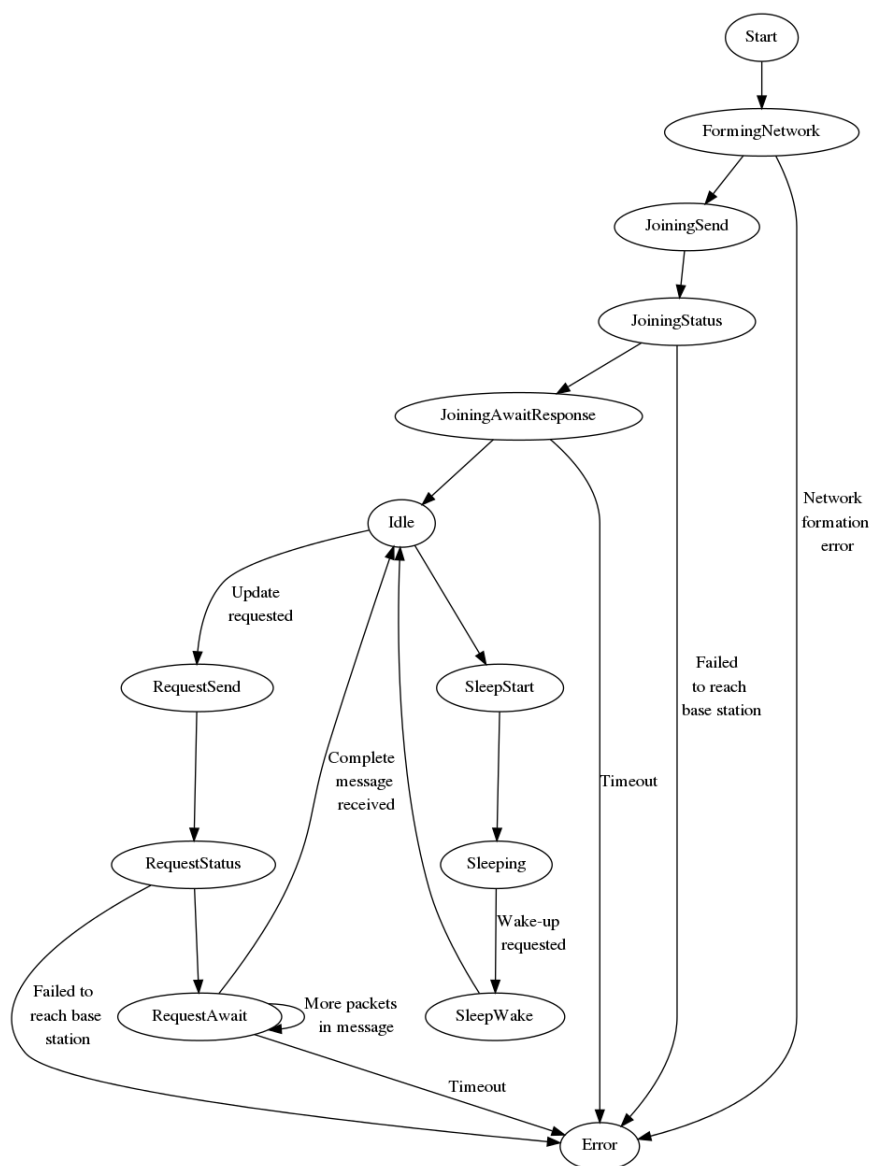 Start
FormingNetwork
JoiningSend
JoiningStatus
JoiningAwaitResponse
Network
formation
error
Idle
Update
requested
Failed
to reach
base station
RequestSend
SleepStart
Complete
message
received
Timeout
RequestStatus
Sleeping
Wake-up
requested
Failed to
reach base
station
RequestAwait
More packets
in message
SleepWake
Timeout
Error